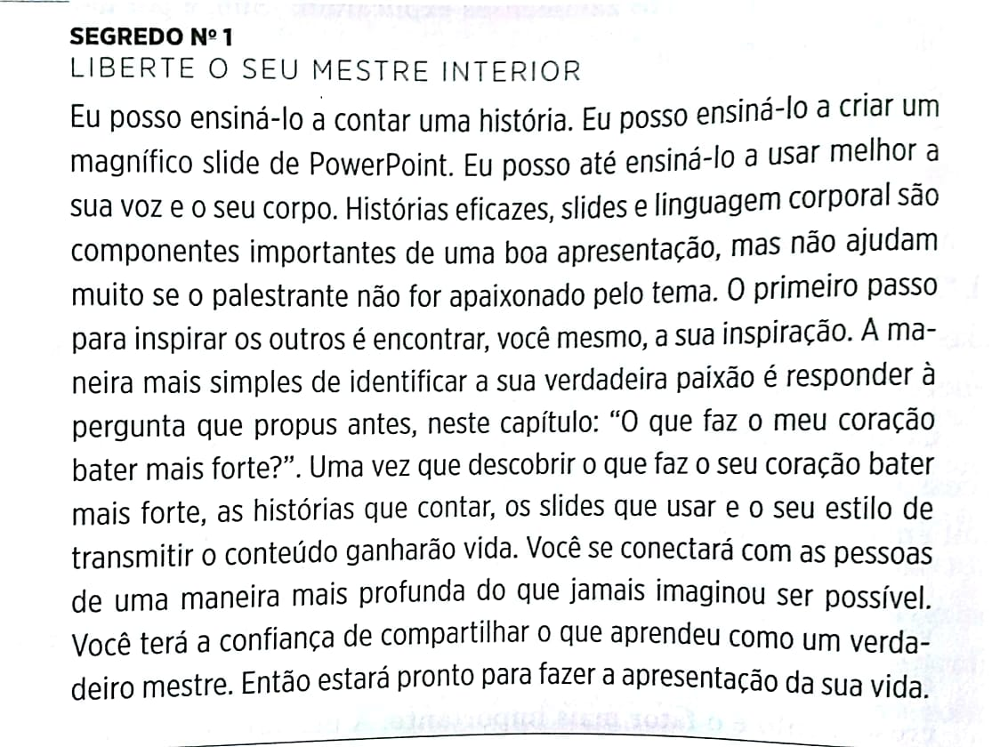 SEGREDO Nº 1
LIBERTE O SEU MESTRE INTERIOR
Eu posso ensiná-lo a contar uma história. Eu posso ensiná-lo a criar um
magnífico slide de PowerPoint. Eu posso até ensiná-lo a usar melhor a
sua voz e o seu corpo. Histórias eficazes, slides e linguagem corporal são
componentes importantes de uma boa apresentação, mas não ajudam
muito se o palestrante não for apaixonado pelo tema. O primeiro passo
para inspirar os outros é encontrar, você mesmo, a sua inspiração. A ma-
neira mais simples de identificar a sua verdadeira paixão é responder à
pergunta que propus antes, neste capítulo: “O que faz o meu coração
bater mais forte?”. Uma vez que descobrir o que faz o seu coração bater
mais forte, as histórias que contar, os slides que usar e o seu estilo de
transmitir o conteúdo ganharão vida. Você se conectará com as pessoas
de uma maneira mais profunda do que jamais imaginou ser possível.
Você terá a confiança de compartilhar o que aprendeu como um verda-
deiro mestre. Então estará pronto para fazer a apresentação da sua vida.